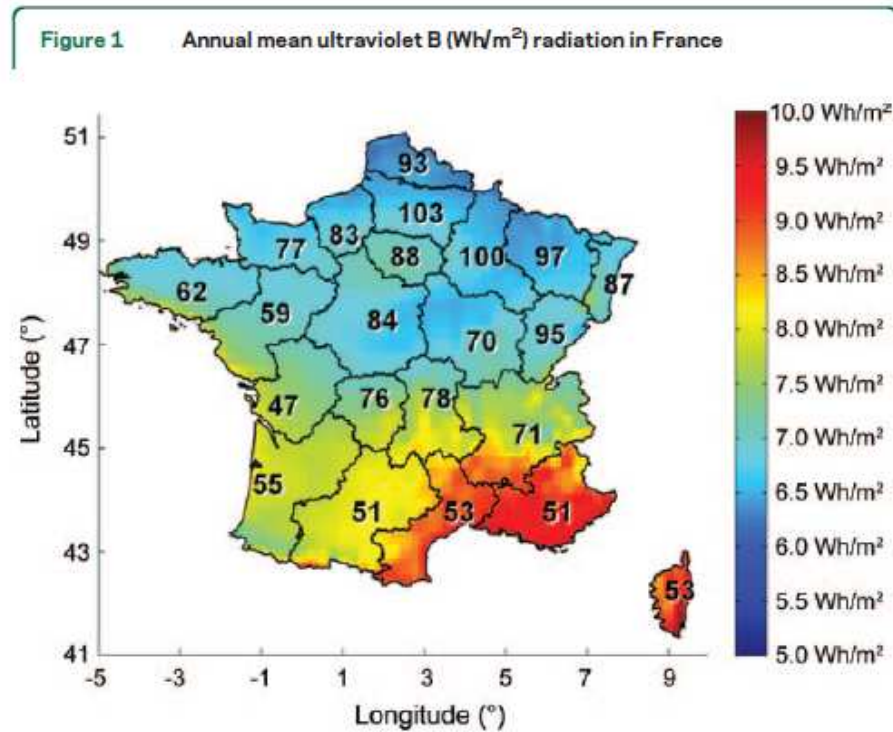 Figure 1 Annual mean ultraviolet B (Wh/m²) radiation in France
51
49
47
45
43
41
Latitude (°)
-5 -3 -1 1 3 5 7 9
Longitude (°)
93
103
83
77
88
100
97
87
62
59
84
70
95
47
76
78
71
55
51
53
51
53
10.0 Wh/m²
9.5 Wh/m²
9.0 Wh/m²
8.5 Wh/m²
8.0 Wh/m²
7.5 Wh/m²
7.0 Wh/m²
6.5 Wh/m²
6.0 Wh/m²
5.5 Wh/m²
5.0 Wh/m²